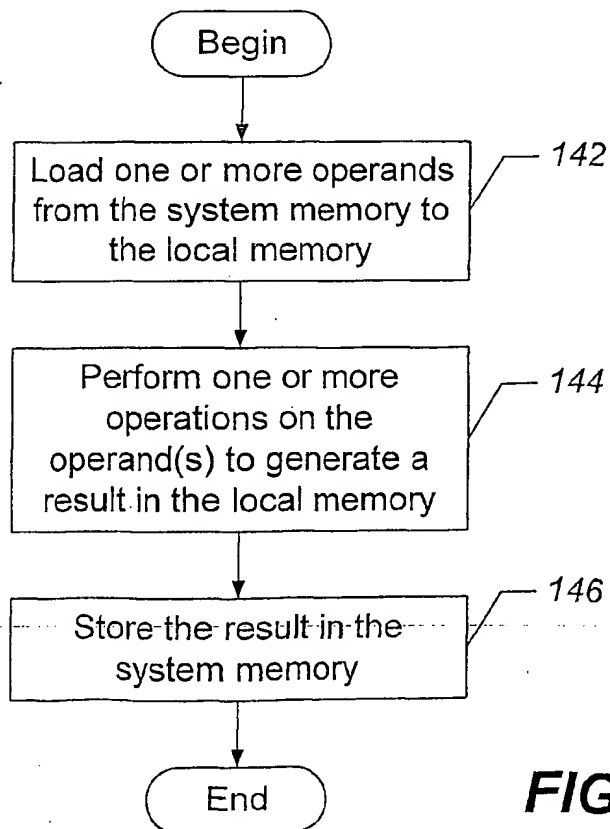 Begin
Load one or more operands
from the system memory to
the local memory
142
Perform one or more
operations on the
operand(s) to generate a
result in the local memory
144
Store the result in the
system memory
146
End
FIG